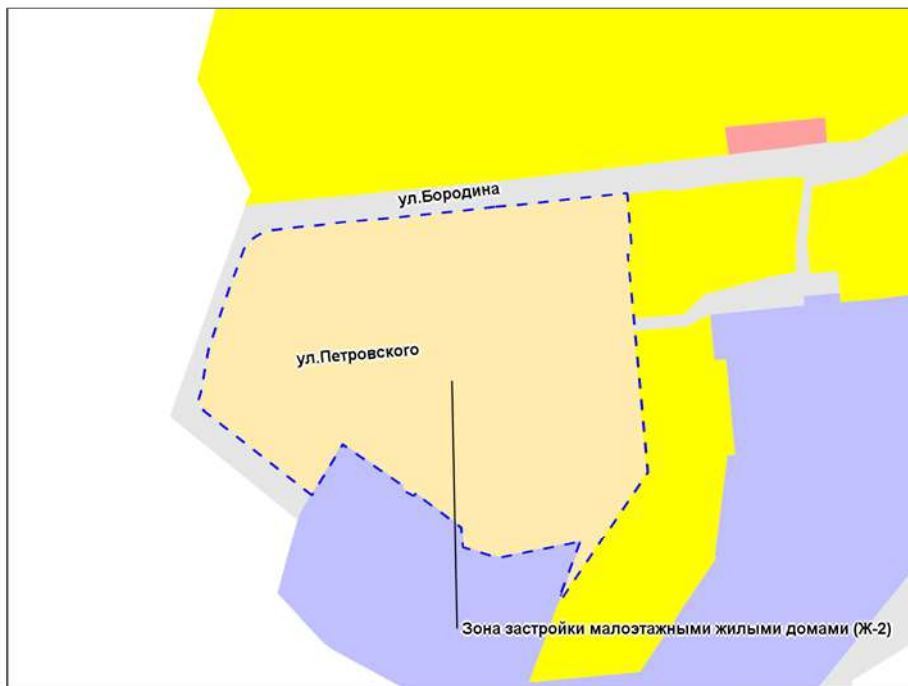 ул.Бородина
ул.Петровского
Зона застройки малоэтажными жилыми домами (Ж-2)